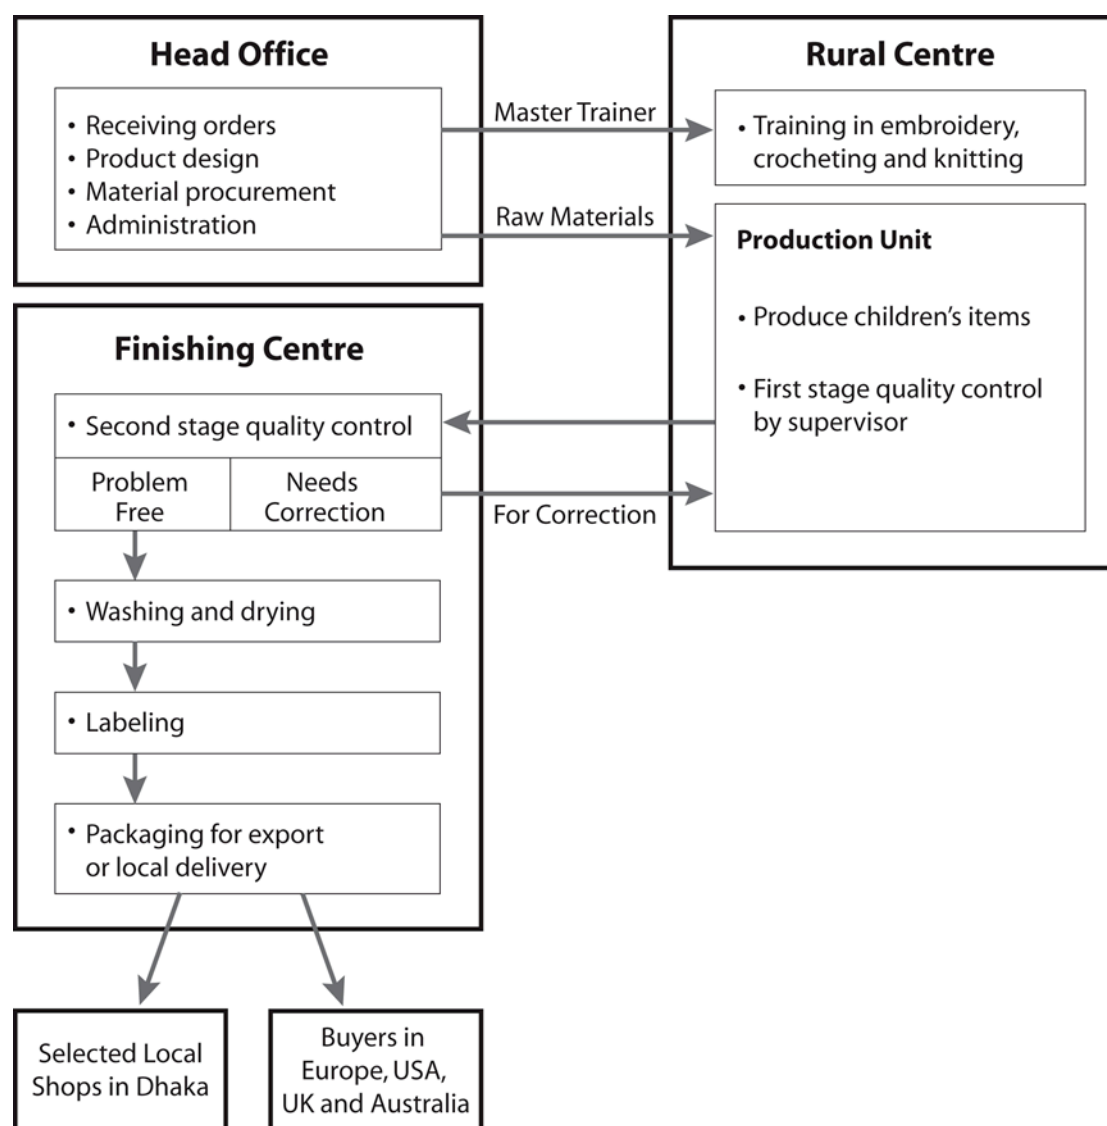 Head Office
• Receiving orders
• Product design
• Material procurement
• Administration
Master Trainer
Raw Materials
Rural Centre
• Training in embroidery,
crocheting and knitting
Production Unit
• Produce children's items
• First stage quality control
by supervisor
Finishing Centre
• Second stage quality control
Problem
Free
Needs
Correction
For Correction
• Washing and drying
• Labeling
• Packaging for export
or local delivery
Selected Local
Shops in Dhaka
Buyers in
Europe, USA,
UK and Australia